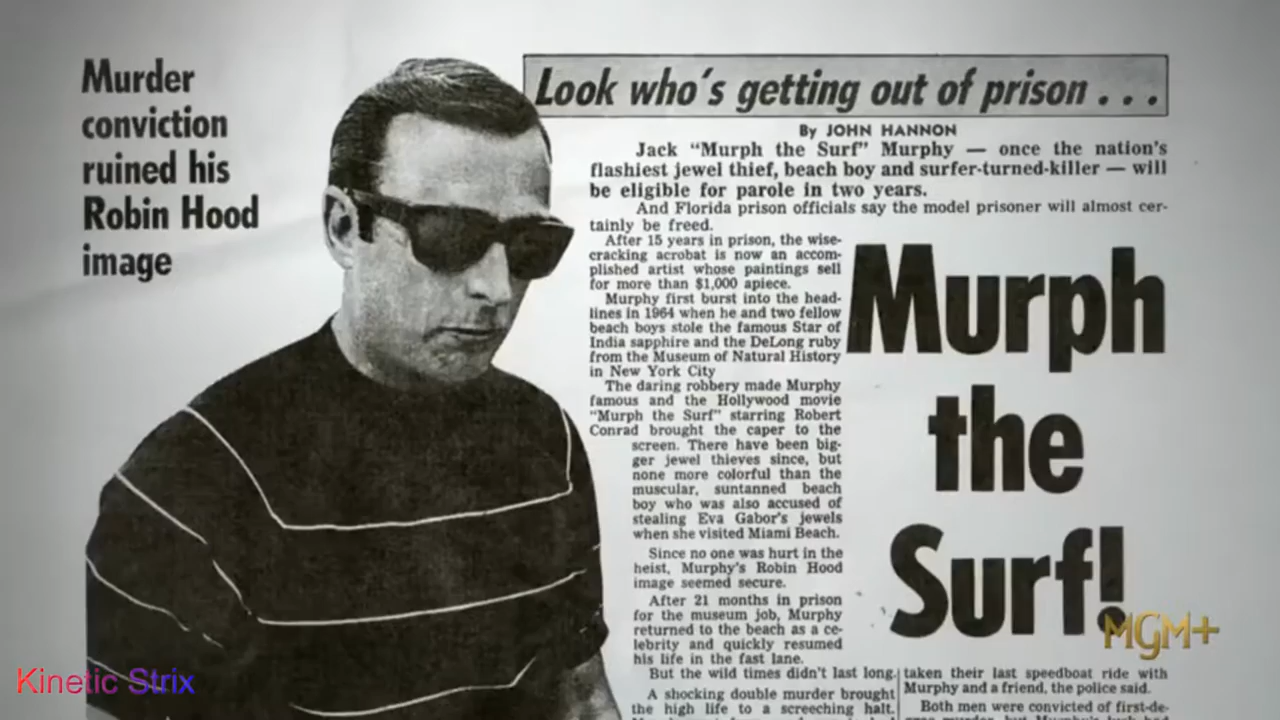 Murder
conviction
ruined his
Robin Hood
image
Look who's getting out of prison . . .
By JOHN HANNON
Jack "Murph the Surf" Murphy — once the nation's
flashiest jewel thief, beach boy and surfer-turned-killer — will
be eligible for parole in two years.
And Florida prison officials say the model prisoner will almost cer-
tainly be freed.
After 15 years in prison, the wise-
cracking acrobat is now an accom-
plished artist whose paintings sell
for more than $1,000 apiece.
Murphy first burst into the head-
lines in 1964 when he and two fellow
beach boys stole the famous Star of
India sapphire and the DeLong ruby
from the Museum of Natural History
in New York City
The daring robbery made Murphy
famous and the Hollywood movie
"Murph the Surf" starring Robert
Conrad brought the caper to the
screen. There have been big-
ger jewel thieves since, but
none more colorful than the
muscular, suntanned beach
boy who was also accused of
stealing Eva Gabor's jewels
when she visited Miami Beach.
Since no one was hurt in the
heist, Murphy's Robin Hood
image seemed secure.
After 21 months in prison
for the museum job, Murphy
returned to the beach as a ce-
lebrity and quickly resumed
his life in the fast lane.
But the wild times didn't last long.
A shocking double murder brought
the high life to a screeching halt.
Murph
the
Surf!
taken their last speedboat ride with
Murphy and a friend, the police said.
Both men were convicted of first-de-
MGM+
Kinetic Strix